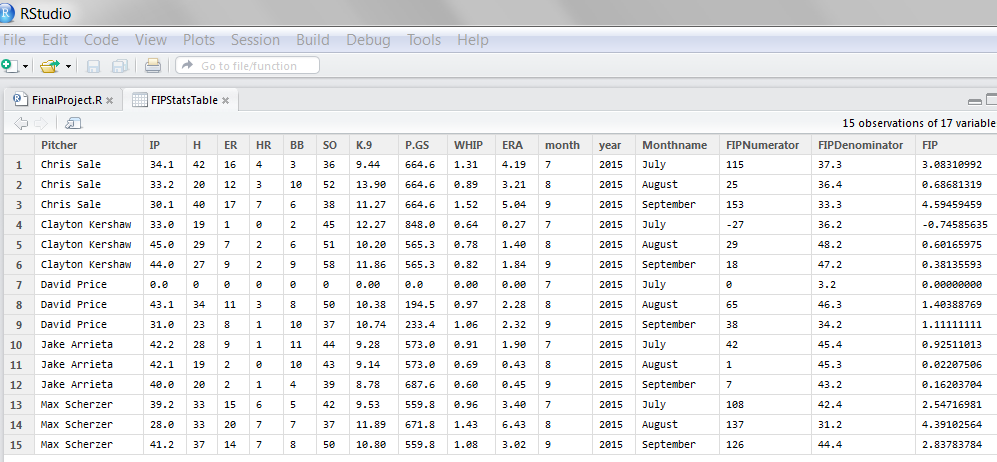 RStudio
File Edit Code View Plots Session Build Debug Tools Help
Go to file/function
FinalProject.R FIPStatsTable
15 observations of 17 variable
Pitcher IP H ER HR BB SO K.9 P.GS WHIP ERA month year Monthname FIPNumerator FIPDenominator FIP
1 Chris Sale 34.1 42 16 4 3 36 9.44 664.6 1.31 4.19 7 2015 July 115 37.3 3.08310992
2 Chris Sale 33.2 20 12 3 10 52 13.90 664.6 0.89 3.21 8 2015 August 25 36.4 0.68681319
3 Chris Sale 30.1 40 17 7 6 38 11.27 664.6 1.52 5.04 9 2015 September 153 33.3 4.59459459
4 Clayton Kershaw 33.0 19 1 0 2 45 12.27 848.0 0.64 0.27 7 2015 July -27 36.2 -0.74585635
5 Clayton Kershaw 45.0 29 7 2 6 51 10.20 565.3 0.78 1.40 8 2015 August 29 48.2 0.60165975
6 Clayton Kershaw 44.0 27 9 2 9 58 11.86 565.3 0.82 1.84 9 2015 September 18 47.2 0.38135593
7 David Price 0.0 0 0 0 0 0 0.00 0.0 0.00 0.00 7 2015 July 0 3.2 0.00000000
8 David Price 43.1 34 11 3 8 50 10.38 194.5 0.97 2.28 8 2015 August 65 46.3 1.40388769
9 David Price 31.0 23 8 1 10 37 10.74 233.4 1.06 2.32 9 2015 September 38 34.2 1.11111111
10 Jake Arrieta 42.2 28 9 1 11 44 9.28 573.0 0.91 1.90 7 2015 July 42 45.4 0.92511013
11 Jake Arrieta 42.1 19 2 0 10 43 9.14 573.0 0.69 0.43 8 2015 August 1 45.3 0.02207506
12 Jake Arrieta 40.0 20 2 1 4 39 8.78 687.6 0.60 0.45 9 2015 September 7 43.2 0.16203704
13 Max Scherzer 39.2 33 15 6 5 42 9.53 559.8 0.96 3.40 7 2015 July 108 42.4 2.54716981
14 Max Scherzer 28.0 33 20 7 7 37 11.89 671.8 1.43 6.43 8 2015 August 137 31.2 4.39102564
15 Max Scherzer 41.2 37 14 7 8 50 10.80 559.8 1.08 3.02 9 2015 September 126 44.4 2.83783784